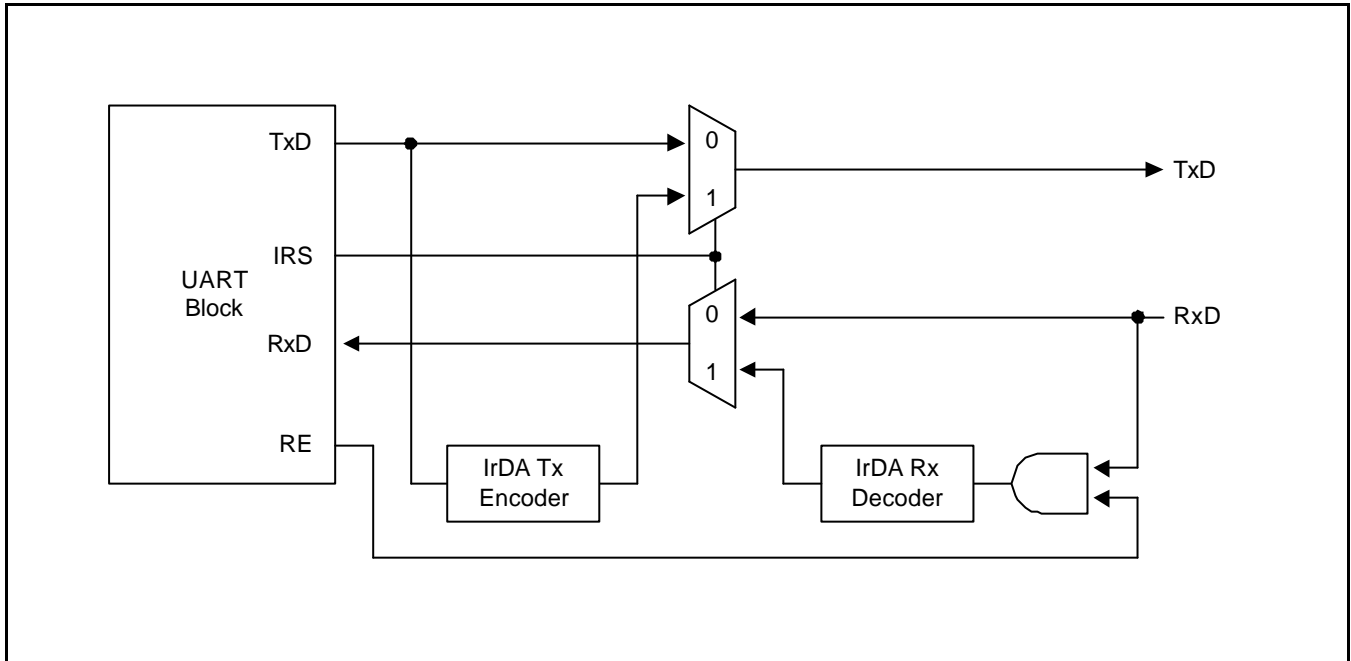 TxD
0
TxD
1
IRS
UART
Block
0
RxD
RxD
1
RE
IrDA Tx
Encoder
IrDA Rx
Decoder